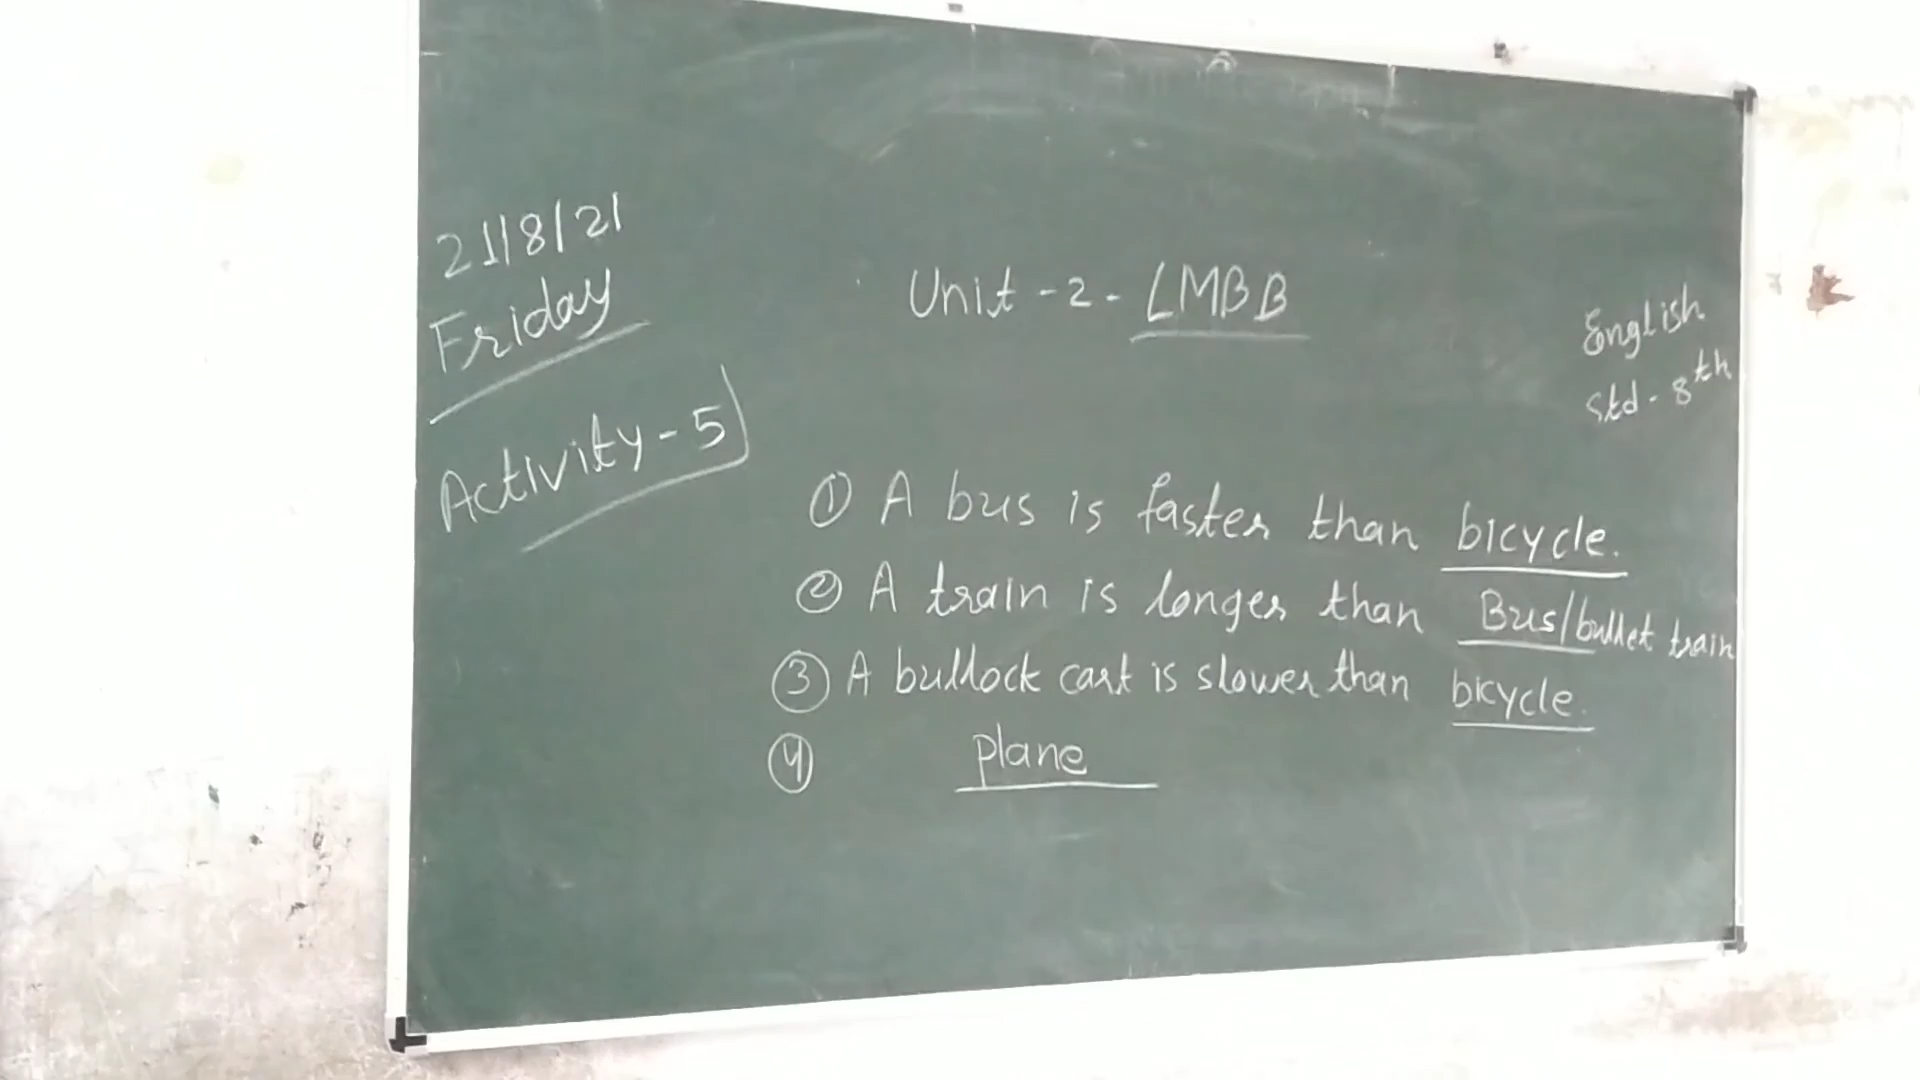 21/8/21
Friday
Unit - 2 - LMBB
English
Std - 8th
Activity - 5
① A bus is faster than bicycle.
② A train is longer than Bus/bullet train
③ A bullock cart is slower than bicycle.
④ plane